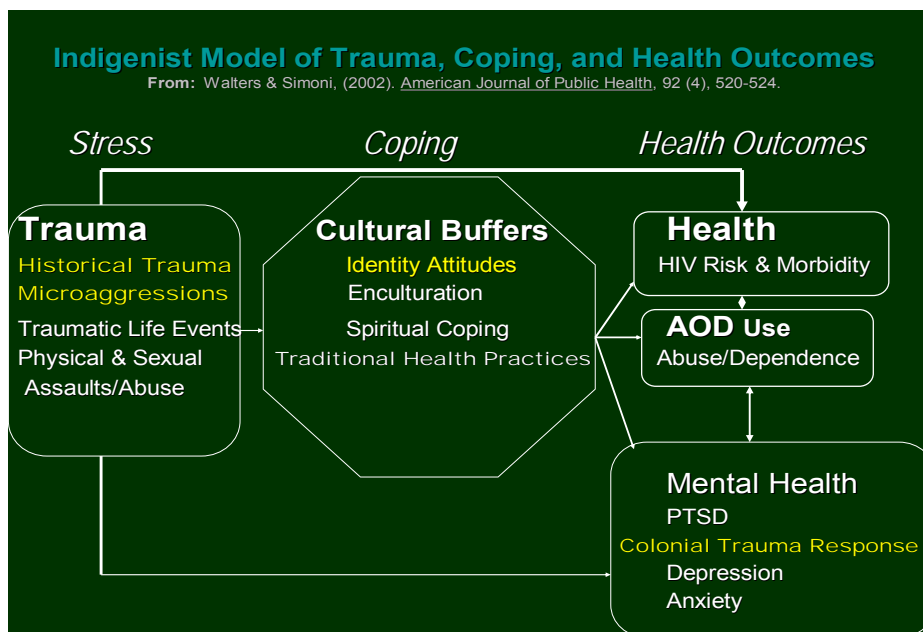 Indigenist Model of Trauma, Coping, and Health Outcomes
From: Walters & Simoni, (2002). American Journal of Public Health, 92 (4), 520-524.
Stress
Coping
Health Outcomes
Trauma
Historical Trauma
Microaggressions
Traumatic Life Events
Physical & Sexual
Assaults/Abuse
Cultural Buffers
Identity Attitudes
Enculturation
Spiritual Coping
Traditional Health Practices
Health
HIV Risk & Morbidity
AOD Use
Abuse/Dependence
Mental Health
PTSD
Colonial Trauma Response
Depression
Anxiety